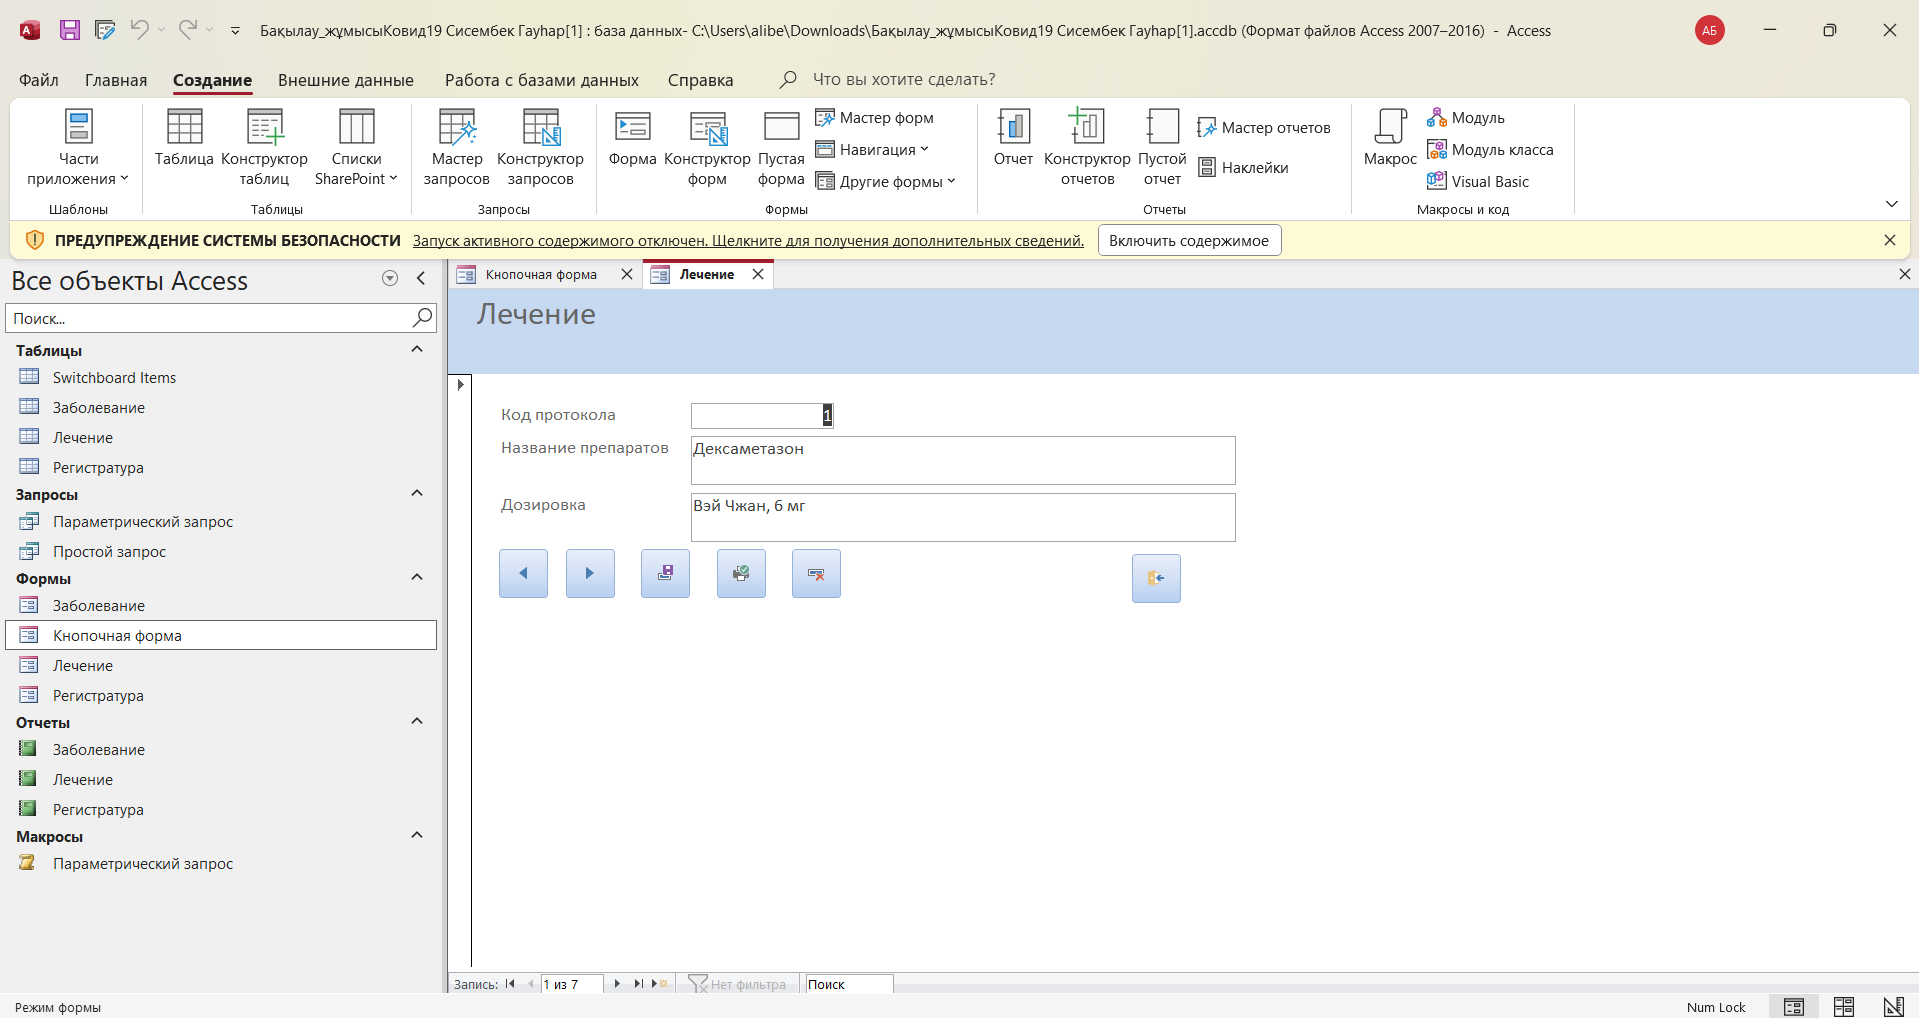 Бақылау_жұмысыКовид19 Сисембек Гауһар[1] : база данных- C:\Users\alibe\Downloads\Бақылау_жұмысыКовид19 Сисембек Гауһар[1].accdb (Формат файлов Access 2007–2016) - Access
АБ
Файл Главная Создание Внешние данные Работа с базами данных Справка Что вы хотите сделать?
Части приложения
Шаблоны
Таблица
Конструктор таблиц
Списки SharePoint
Таблицы
Мастер запросов
Конструктор запросов
Запросы
Форма
Конструктор форм
Пустая форма
Мастер форм
Навигация
Другие формы
Формы
Отчет
Конструктор отчетов
Пустой отчет
Мастер отчетов
Наклейки
Отчеты
Макрос
Модуль
Модуль класса
Visual Basic
Макросы и код
ПРЕДУПРЕЖДЕНИЕ СИСТЕМЫ БЕЗОПАСНОСТИ Запуск активного содержимого отключен. Щелкните для получения дополнительных сведений. Включить содержимое
Все объекты Access
Поиск...
Таблицы
Switchboard Items
Заболевание
Лечение
Регистратура
Запросы
Параметрический запрос
Простой запрос
Формы
Заболевание
Кнопочная форма
Лечение
Регистратура
Отчеты
Заболевание
Лечение
Регистратура
Макросы
Параметрический запрос
Кнопочная форма Лечение
Лечение
Код протокола 1
Название препаратов Дексаметазон
Дозировка Вэй Чжан, 6 мг
Запись: 1 из 7 Нет фильтра Поиск
Режим формы Num Lock